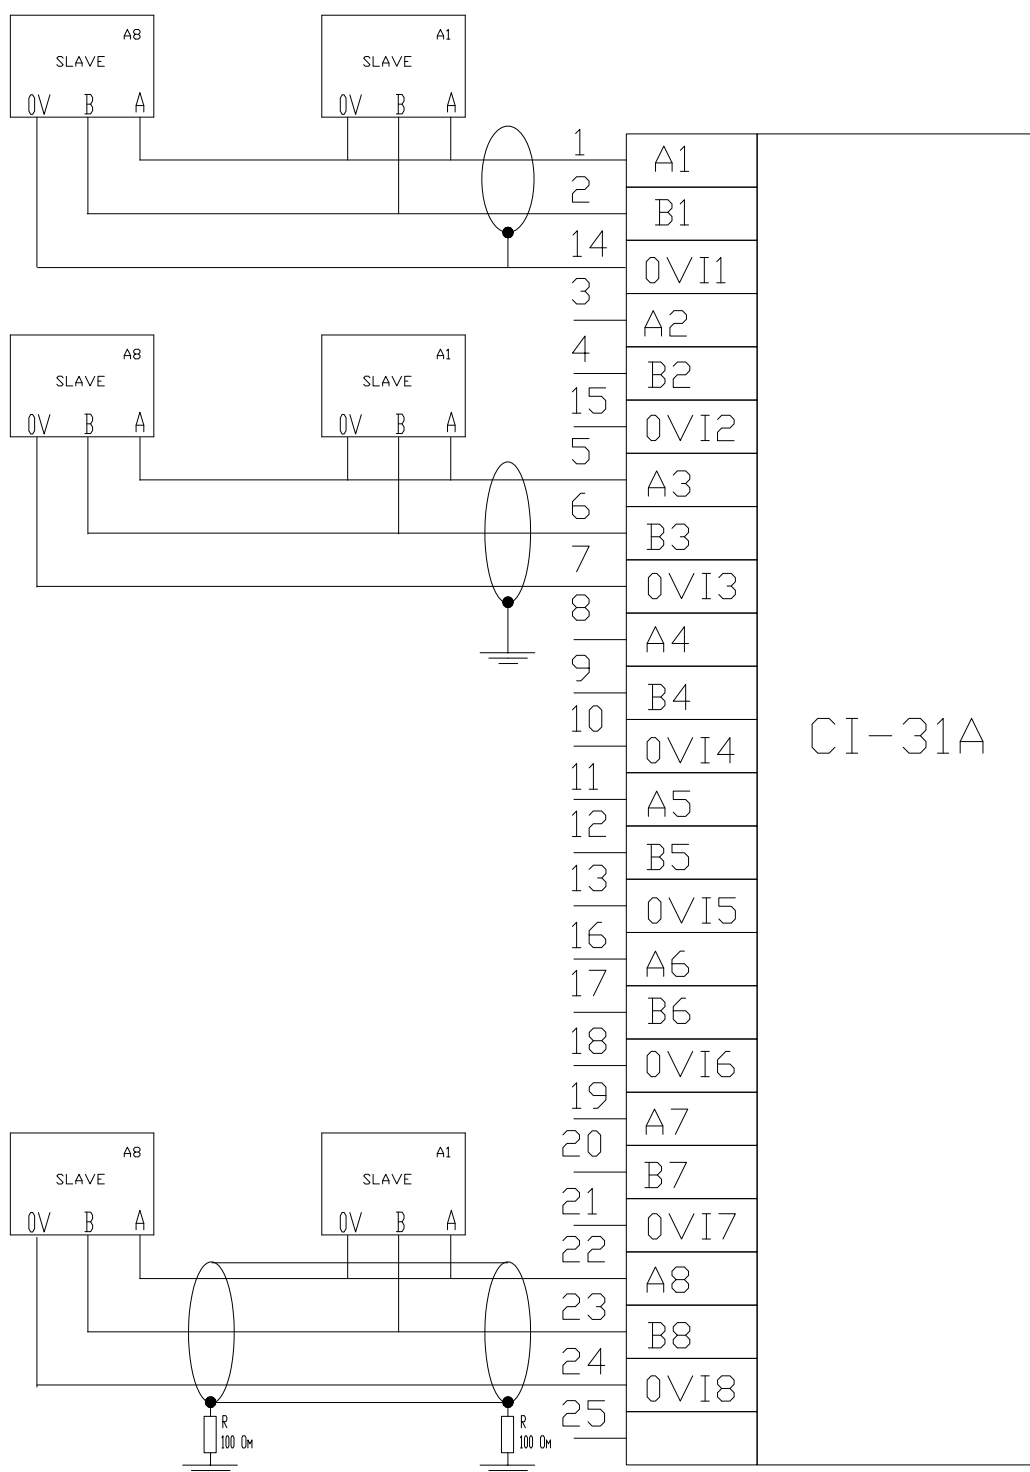 A8
SLAVE
0V B A
A1
SLAVE
0V B A
1 A1
2 B1
14 0VI1
3 A2
4 B2
15 0VI2
A8
SLAVE
0V B A
A1
SLAVE
0V B A
5 A3
6 B3
7 0VI3
8 A4
9 B4
10 0VI4
CI-31A
11 A5
12 B5
13 0VI5
16 A6
17 B6
18 0VI6
19 A7
20 B7
21 0VI7
A8
SLAVE
0V B A
A1
SLAVE
0V B A
22 A8
23 B8
24 0VI8
25
R
100 Ом
R
100 Ом